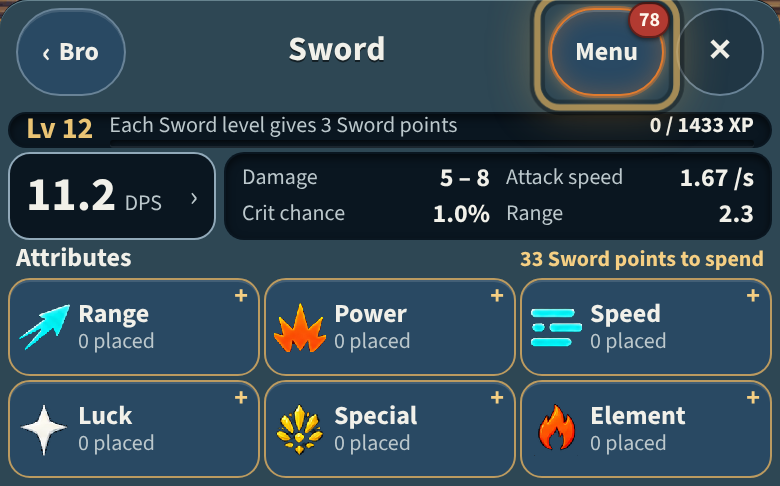 ‹ Bro
Sword
Menu
78
×
Lv 12 Each Sword level gives 3 Sword points 0 / 1433 XP
11.2 DPS ›
Damage 5 – 8 Attack speed 1.67 /s
Crit chance 1.0% Range 2.3
Attributes 33 Sword points to spend
Range +
0 placed
Power +
0 placed
Speed +
0 placed
Luck +
0 placed
Special +
0 placed
Element +
0 placed